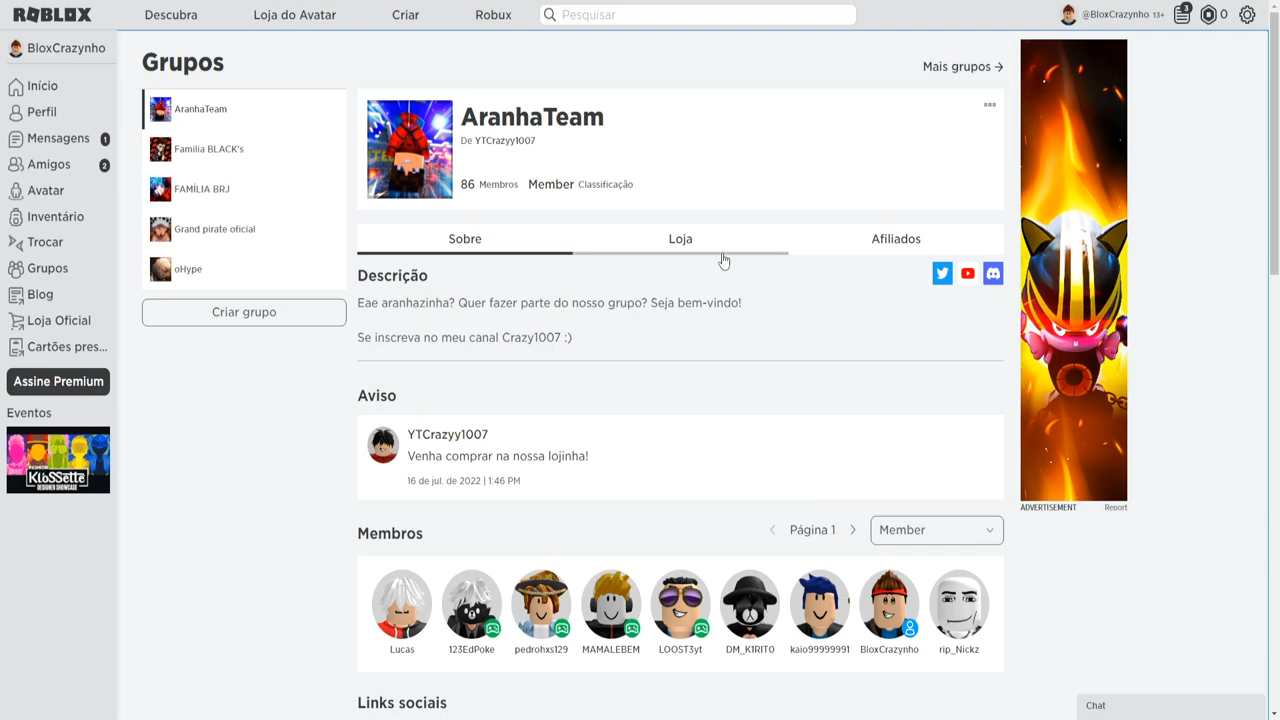 ROBLOX
Descubra
Loja do Avatar
Criar
Robux
Pesquisar
@BloxCrazynho 13+
3
0
BloxCrazynho
Início
Perfil
Mensagens 1
Amigos 2
Avatar
Inventário
Trocar
Grupos
Blog
Loja Oficial
Cartões pres...
Assine Premium
Eventos
FASHION
KLOSSETTE
DESIGNER SHOWCASE
Grupos
Mais grupos →
AranhaTeam
Familia BLACK's
FAMÍLIA BRJ
Grand pirate oficial
oHype
Criar grupo
AranhaTeam
De YTCrazyy1007
86 Membros Member Classificação
Sobre
Loja
Afiliados
Descrição
Eae aranhazinha? Quer fazer parte do nosso grupo? Seja bem-vindo!
Se inscreva no meu canal Crazy1007 :)
Aviso
YTCrazyy1007
Venha comprar na nossa lojinha!
16 de jul. de 2022 | 1:46 PM
Membros
Página 1
Member
Lucas
123EdPoke
pedrohxs129
MAMALEBEM
LOOST3yt
DM_K1RIT0
kaio99999991
BloxCrazynho
rip_Nickz
Links sociais
ADVERTISEMENT
Report
Chat